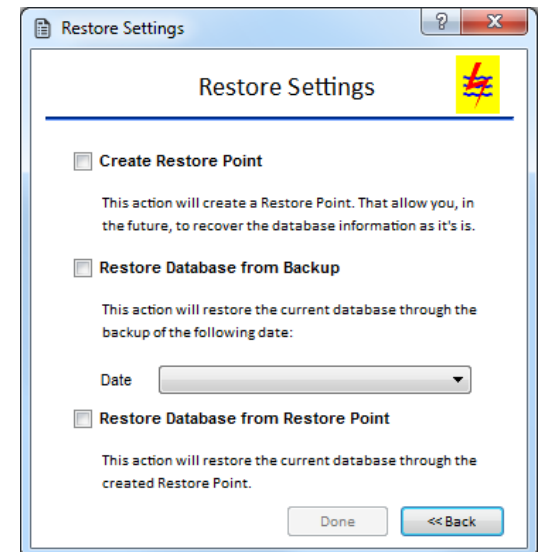 Restore Settings
?
X
Restore Settings
Create Restore Point
This action will create a Restore Point. That allow you, in
the future, to recover the database information as it's is.
Restore Database from Backup
This action will restore the current database through the
backup of the following date:
Date
Restore Database from Restore Point
This action will restore the current database through the
created Restore Point.
Done
<< Back